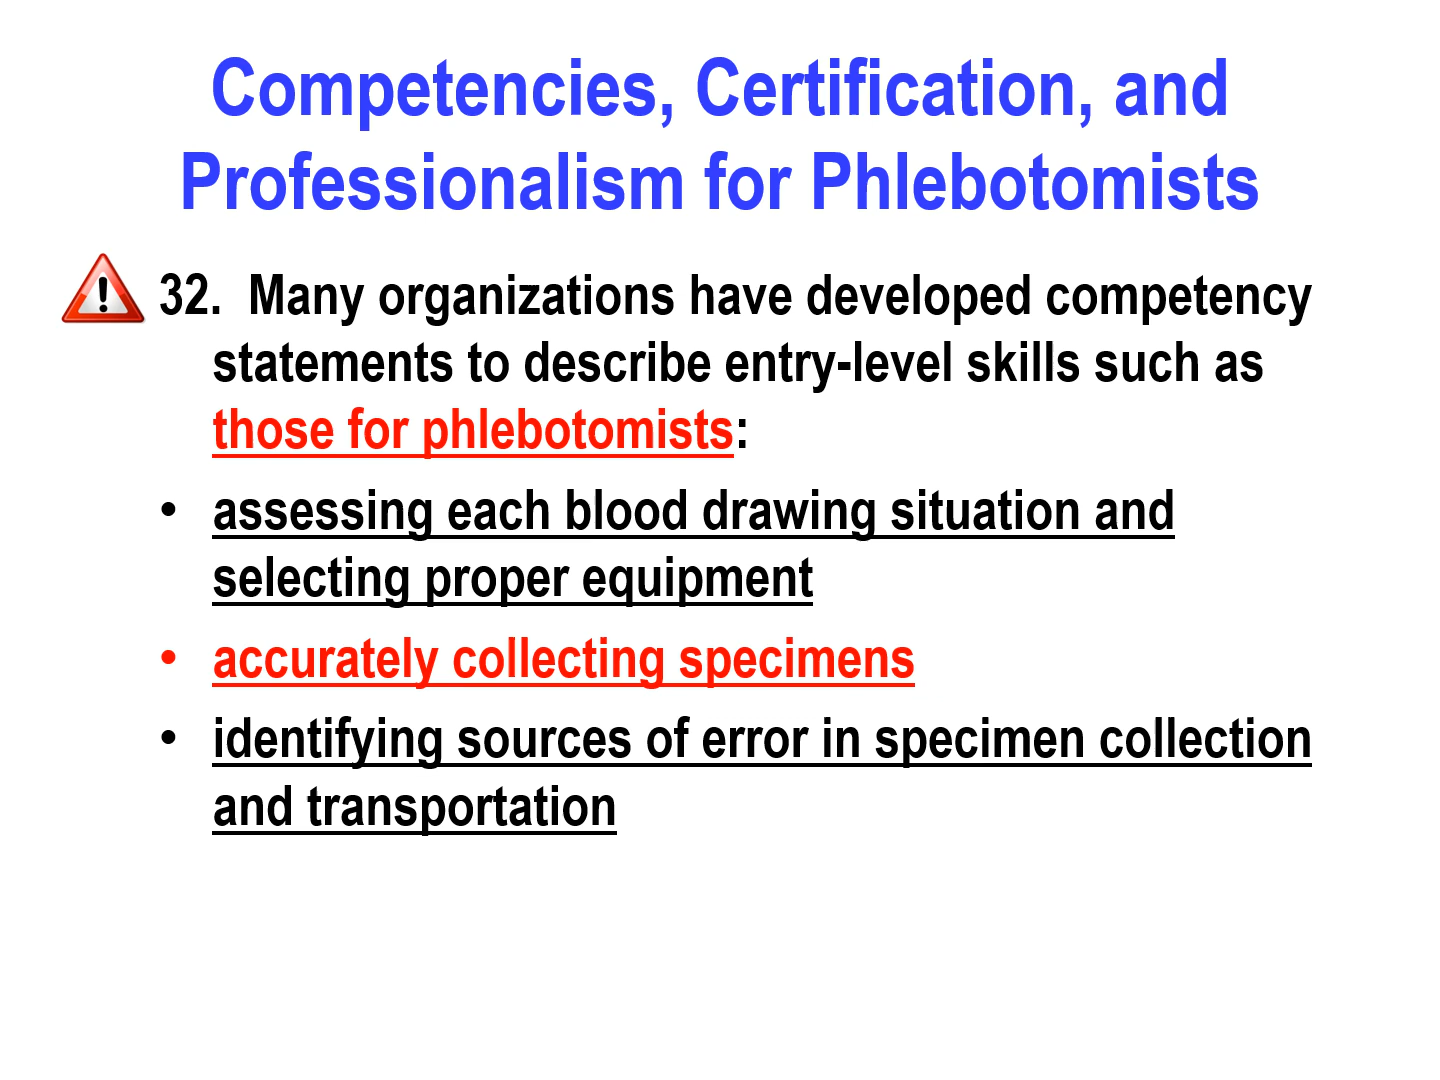 Competencies, Certification, and
Professionalism for Phlebotomists
32. Many organizations have developed competency
statements to describe entry-level skills such as
those for phlebotomists:
• assessing each blood drawing situation and
selecting proper equipment
• accurately collecting specimens
• identifying sources of error in specimen collection
and transportation